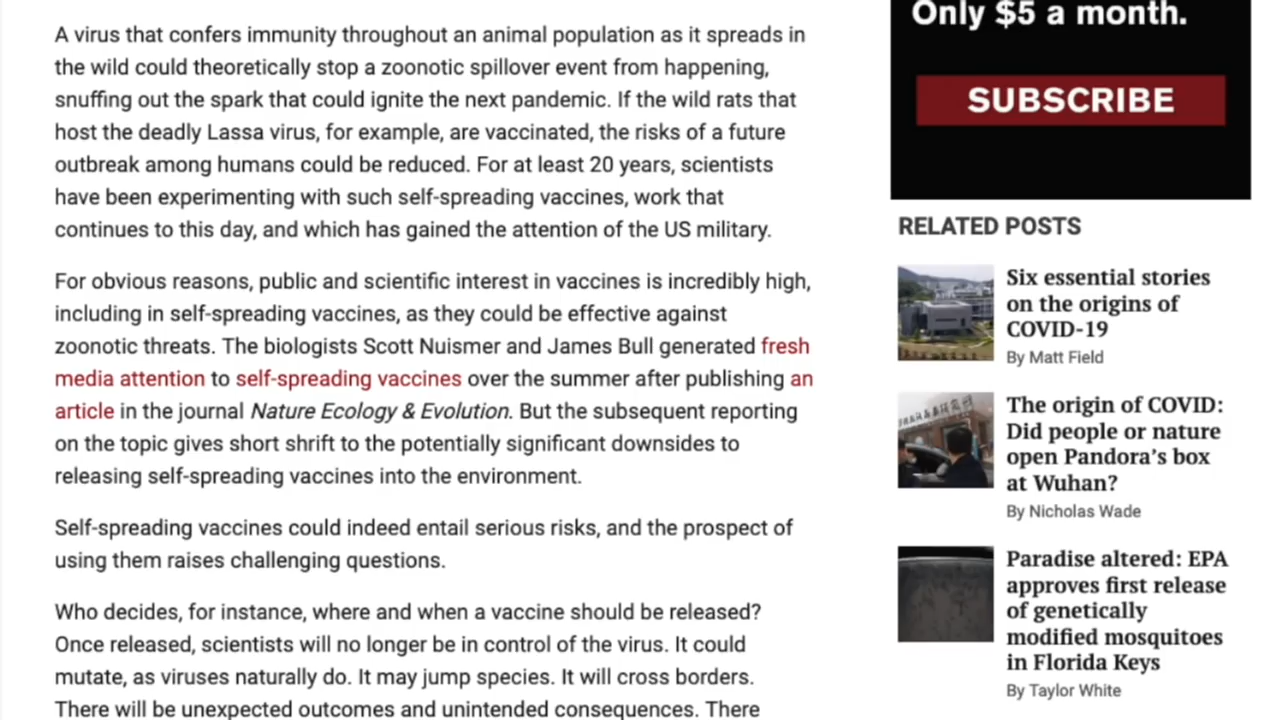 A virus that confers immunity throughout an animal population as it spreads in
the wild could theoretically stop a zoonotic spillover event from happening,
snuffing out the spark that could ignite the next pandemic. If the wild rats that
host the deadly Lassa virus, for example, are vaccinated, the risks of a future
outbreak among humans could be reduced. For at least 20 years, scientists
have been experimenting with such self-spreading vaccines, work that
continues to this day, and which has gained the attention of the US military.
For obvious reasons, public and scientific interest in vaccines is incredibly high,
including in self-spreading vaccines, as they could be effective against
zoonotic threats. The biologists Scott Nuismer and James Bull generated fresh
media attention to self-spreading vaccines over the summer after publishing an
article in the journal Nature Ecology & Evolution. But the subsequent reporting
on the topic gives short shrift to the potentially significant downsides to
releasing self-spreading vaccines into the environment.
Self-spreading vaccines could indeed entail serious risks, and the prospect of
using them raises challenging questions.
Who decides, for instance, where and when a vaccine should be released?
Once released, scientists will no longer be in control of the virus. It could
mutate, as viruses naturally do. It may jump species. It will cross borders.
There will be unexpected outcomes and unintended consequences. There
Only $5 a month.
SUBSCRIBE
RELATED POSTS
Six essential stories
on the origins of
COVID-19
By Matt Field
The origin of COVID:
Did people or nature
open Pandora's box
at Wuhan?
By Nicholas Wade
Paradise altered: EPA
approves first release
of genetically
modified mosquitoes
in Florida Keys
By Taylor White